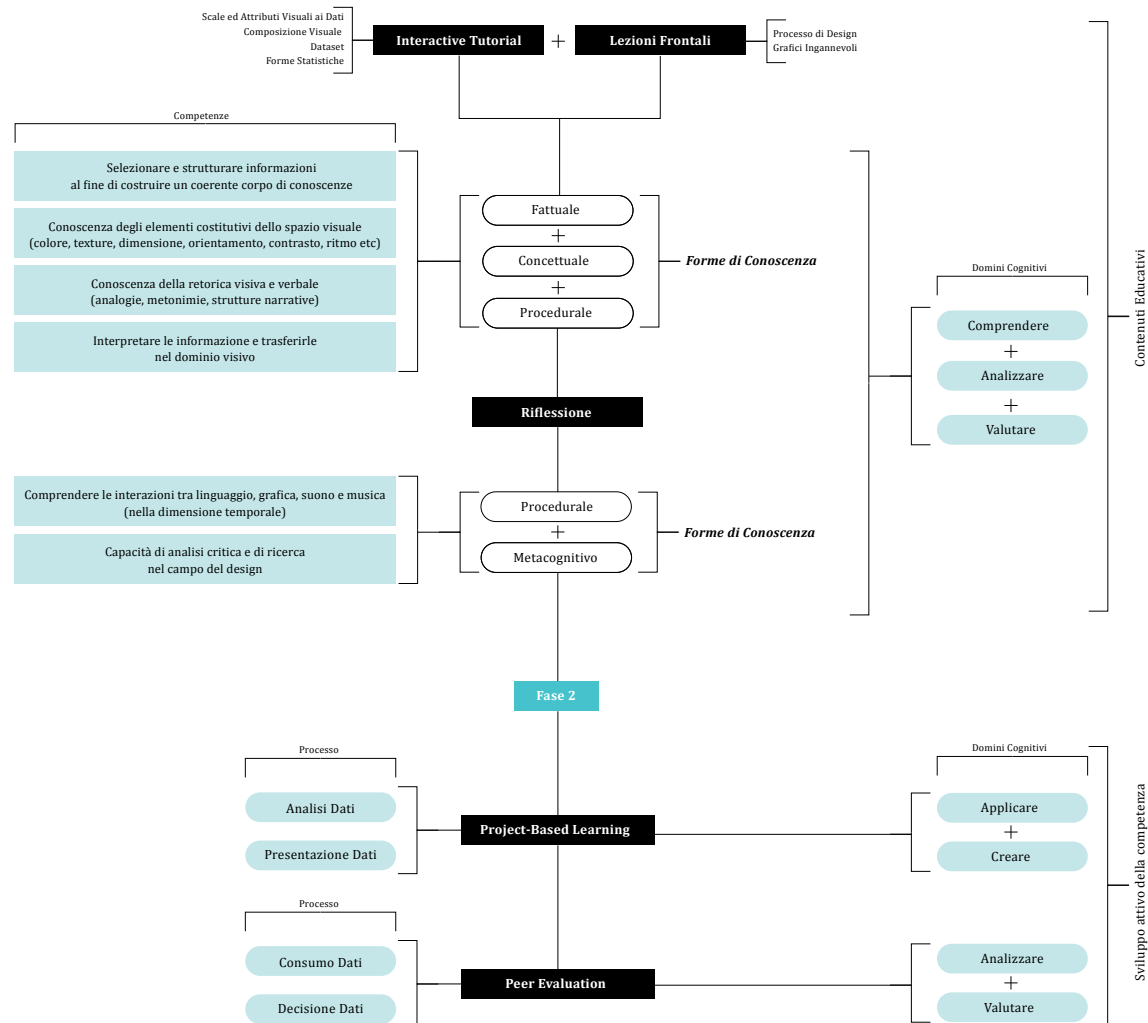 Scale ed Attributi Visuali ai Dati
Composizione Visuale
Dataset
Forme Statistiche
Interactive Tutorial
+
Lezioni Frontali
Processo di Design
Grafici Ingannevoli
Competenze
Selezionare e strutturare informazioni
al fine di costruire un coerente corpo di conoscenze
Conoscenza degli elementi costitutivi dello spazio visuale
(colore, texture, dimensione, orientamento, contrasto, ritmo etc)
Conoscenza della retorica visiva e verbale
(analogie, metonimie, strutture narrative)
Interpretare le informazione e trasferirle
nel dominio visivo
Fattuale
+
Concettuale
+
Procedurale
Forme di Conoscenza
Domini Cognitivi
Comprendere
+
Analizzare
+
Valutare
Contenuti Educativi
Riflessione
Comprendere le interazioni tra linguaggio, grafica, suono e musica
(nella dimensione temporale)
Capacità di analisi critica e di ricerca
nel campo del design
Procedurale
+
Metacognitivo
Forme di Conoscenza
Fase 2
Processo
Analisi Dati
Presentazione Dati
Project-Based Learning
Domini Cognitivi
Applicare
+
Creare
Sviluppo attivo della competenza
Processo
Consumo Dati
Decisione Dati
Peer Evaluation
Analizzare
+
Valutare